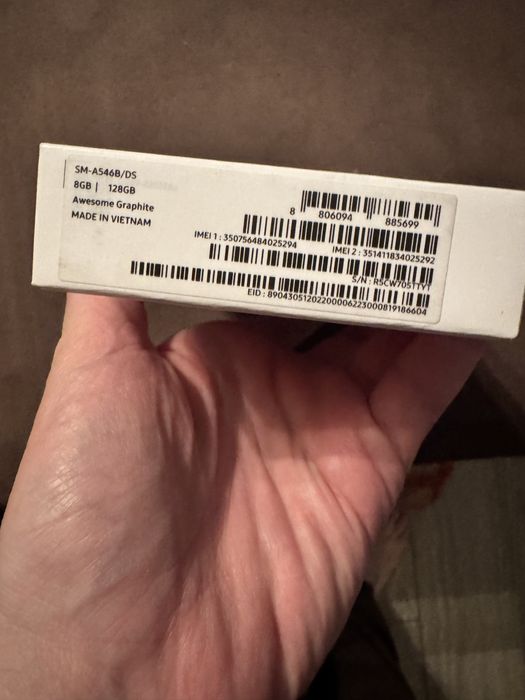 SM-A546B/DS
8GB | 128GB
Awesome Graphite
MADE IN VIETNAM
8 806094 885699
IMEI 1 : 350756484025294
IMEI 2 : 351411834025292
S/N : R5CW705TTYT
EID : 89043051202200006223000819186604